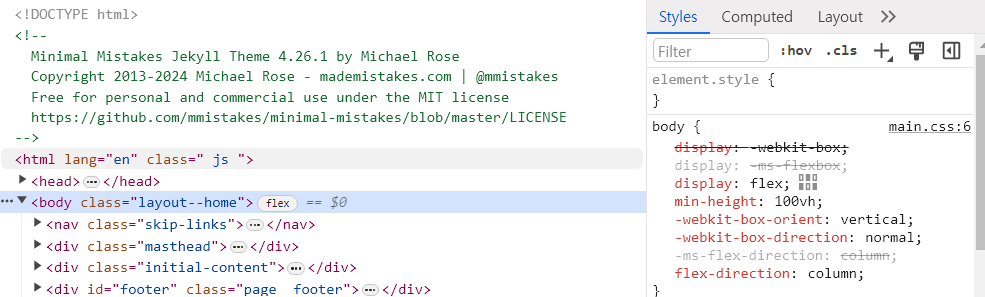 <!DOCTYPE html>
<!--
Minimal Mistakes Jekyll Theme 4.26.1 by Michael Rose
Copyright 2013-2024 Michael Rose - mademistakes.com | @mmistakes
Free for personal and commercial use under the MIT license
https://github.com/mmistakes/minimal-mistakes/blob/master/LICENSE
-->
<html lang="en" class=" js ">
<head>⋯</head>
<body class="layout--home"> flex == $0
<nav class="skip-links">⋯</nav>
<div class="masthead">⋯</div>
<div class="initial-content">⋯</div>
<div id="footer" class="page__footer">⋯</div>
Styles Computed Layout
Filter :hov .cls
element.style {
}
body { main.css:6
display: -webkit-box;
display: -ms-flexbox;
display: flex;
min-height: 100vh;
-webkit-box-orient: vertical;
-webkit-box-direction: normal;
-ms-flex-direction: column;
flex-direction: column;
}